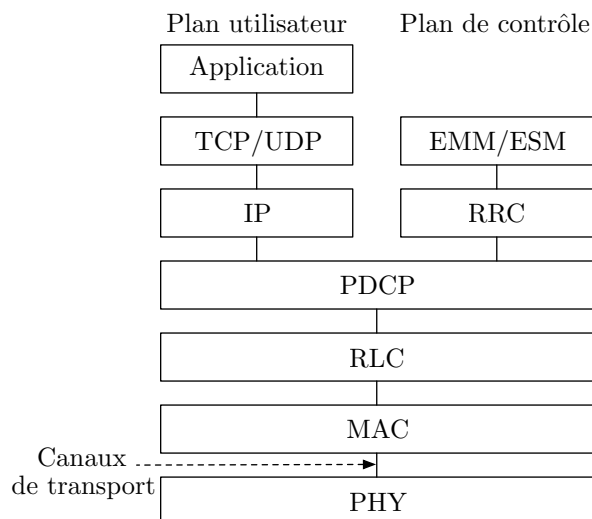 Plan utilisateur
Plan de contrôle
Application
TCP/UDP
EMM/ESM
IP
RRC
PDCP
RLC
MAC
Canaux
de transport
PHY